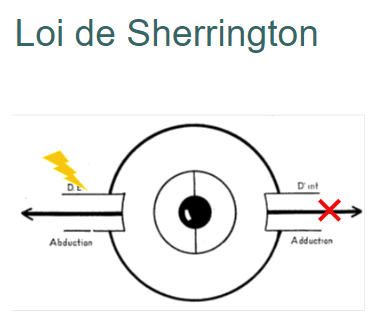 Loi de Sherrington
D.E
D' int
Abduction
Adduction